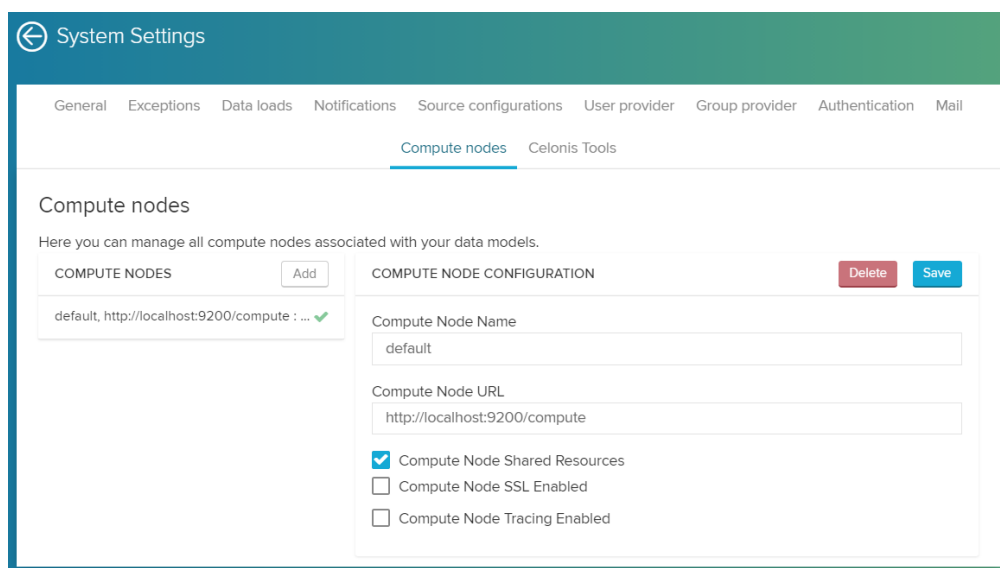 System Settings
General Exceptions Data loads Notifications Source configurations User provider Group provider Authentication Mail
Compute nodes Celonis Tools
Compute nodes
Here you can manage all compute nodes associated with your data models.
COMPUTE NODES Add
default, http://localhost:9200/compute : ...
COMPUTE NODE CONFIGURATION Delete Save
Compute Node Name
default
Compute Node URL
http://localhost:9200/compute
Compute Node Shared Resources
Compute Node SSL Enabled
Compute Node Tracing Enabled